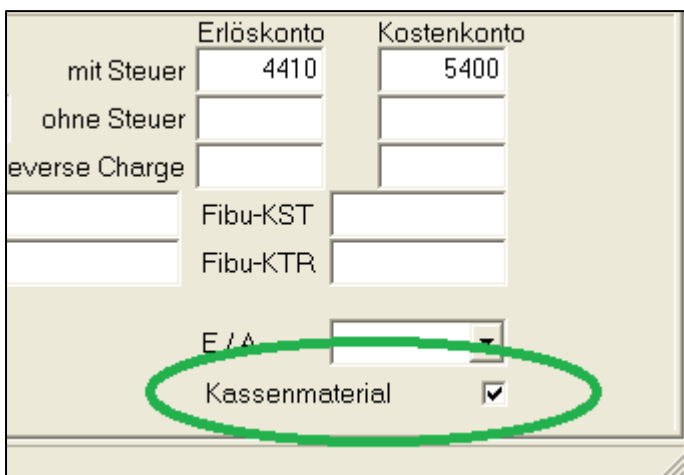 Erlöskonto Kostenkonto
mit Steuer 4410 5400
ohne Steuer
everse Charge
Fibu-KST
Fibu-KTR
E / A
Kassenmaterial